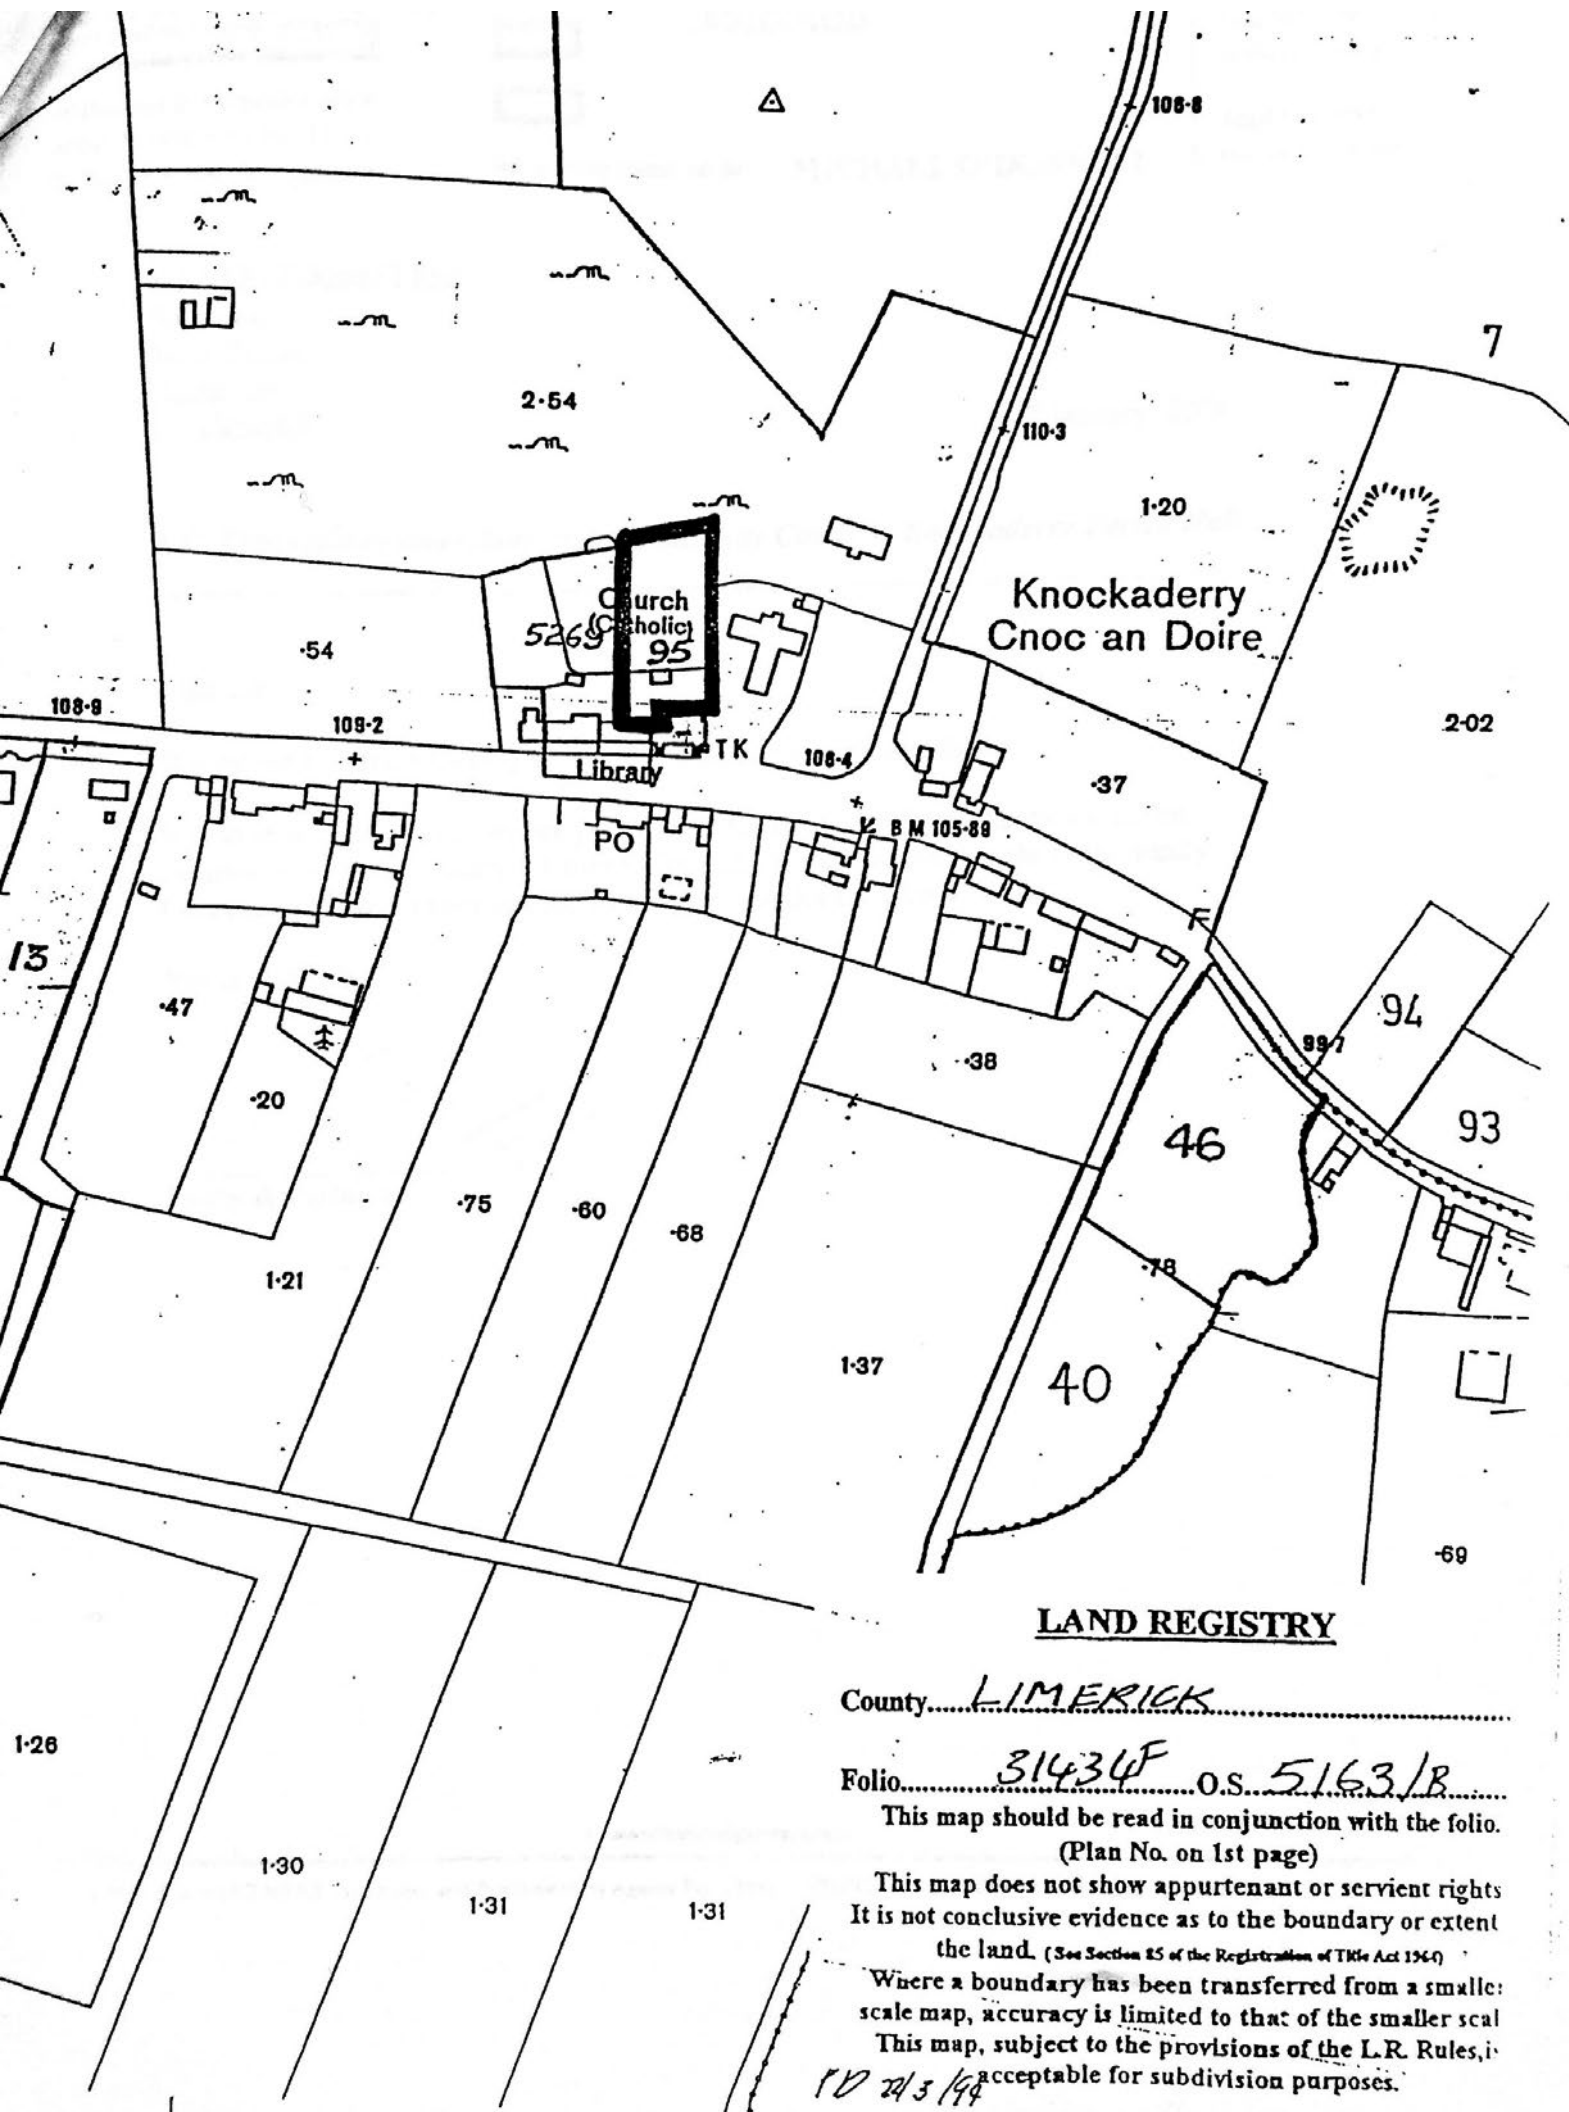 108·8
7
2·54
110·3
1·20
Knockaderry
Cnoc an Doire
Church
(Catholic)
5269
95
·54
108·9
109·2
2·02
TK
108·4
Library
·37
B M 105·89
PO
13
94
·47
99·7
·38
·20
46
93
·75
·60
·68
·78
1·21
1·37
40
·69
LAND REGISTRY
County LIMERICK
1·26
Folio 31434F O.S. 5163/B
This map should be read in conjunction with the folio.
(Plan No. on 1st page)
1·30
This map does not show appurtenant or servient rights
1·31
1·31
It is not conclusive evidence as to the boundary or extent
the land. (See Section 85 of the Registration of Title Act 1964)
Where a boundary has been transferred from a smaller
scale map, accuracy is limited to that of the smaller scal
This map, subject to the provisions of the L.R. Rules, i
acceptable for subdivision purposes.